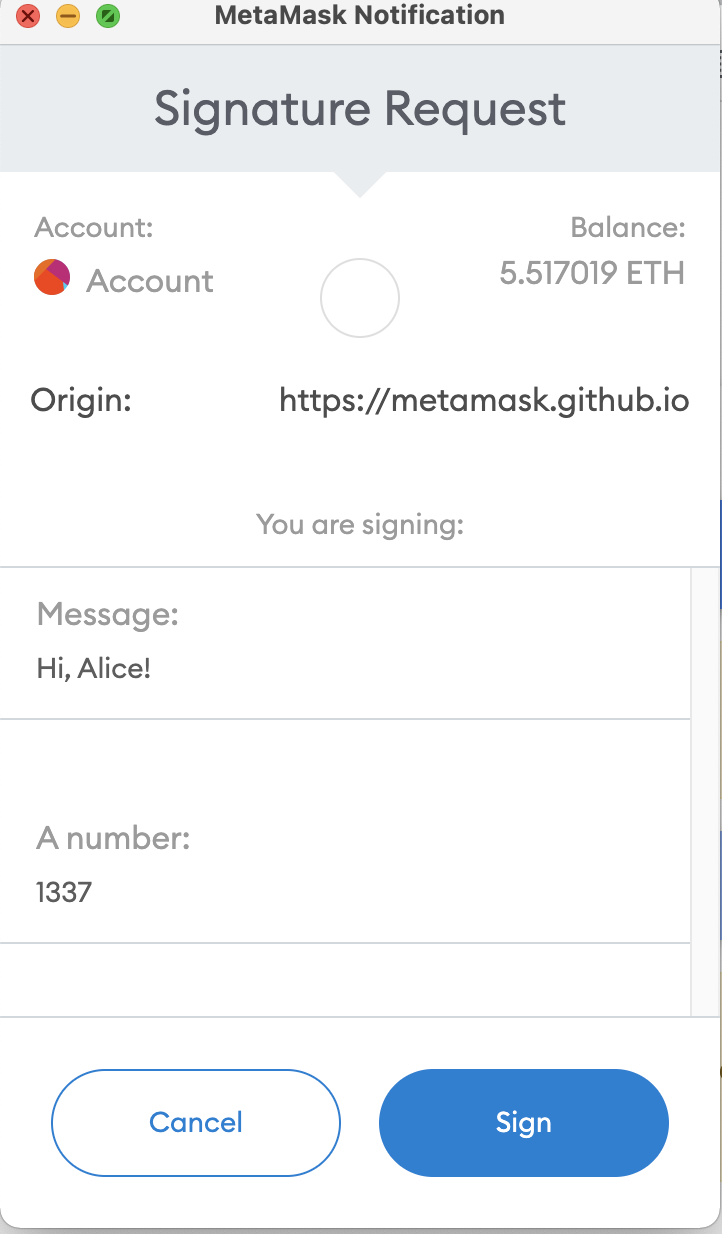 MetaMask Notification
Signature Request
Account:
Balance:
Account
5.517019 ETH
Origin:
https://metamask.github.io
You are signing:
Message:
Hi, Alice!
A number:
1337
Cancel
Sign